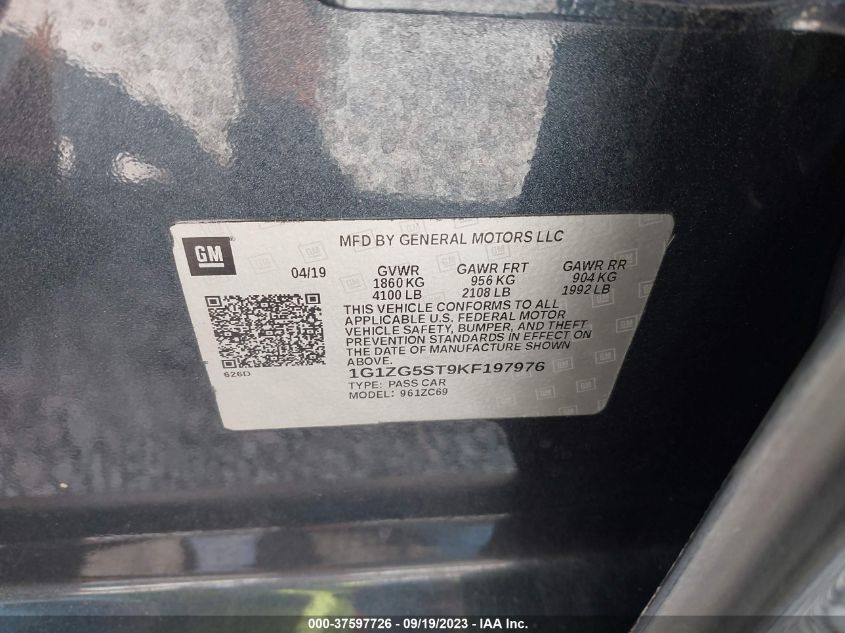 GM
MFD BY GENERAL MOTORS LLC
04/19 GVWR GAWR FRT GAWR RR
1860 KG 956 KG 904 KG
4100 LB 2108 LB 1992 LB
THIS VEHICLE CONFORMS TO ALL
APPLICABLE U.S. FEDERAL MOTOR
VEHICLE SAFETY, BUMPER, AND THEFT
PREVENTION STANDARDS IN EFFECT ON
THE DATE OF MANUFACTURE SHOWN
ABOVE.
626D
1G1ZG5ST9KF197976
TYPE: PASS CAR
MODEL: 961ZC69
000-37597726 - 09/19/2023 - IAA Inc.